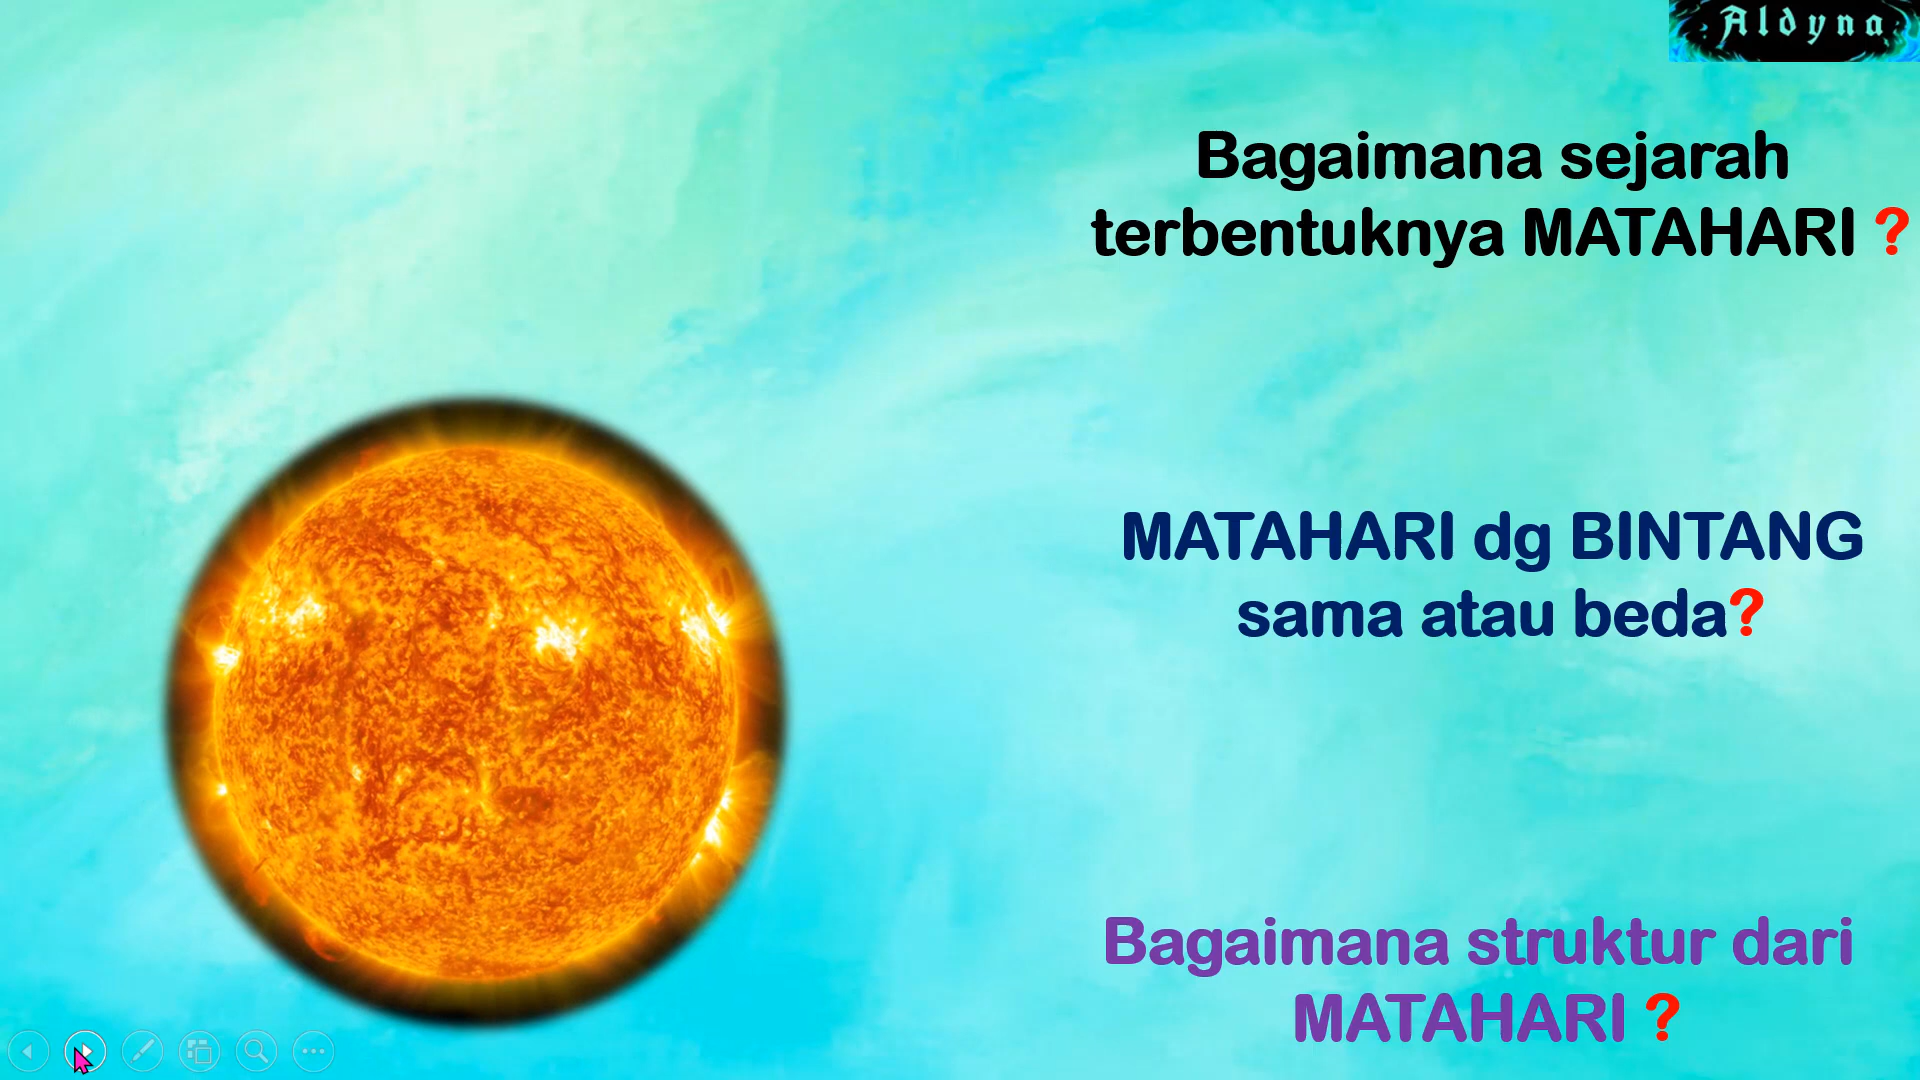 Aldyna
Bagaimana sejarah
terbentuknya MATAHARI ?
MATAHARI dg BINTANG
sama atau beda?
Bagaimana struktur dari
MATAHARI ?